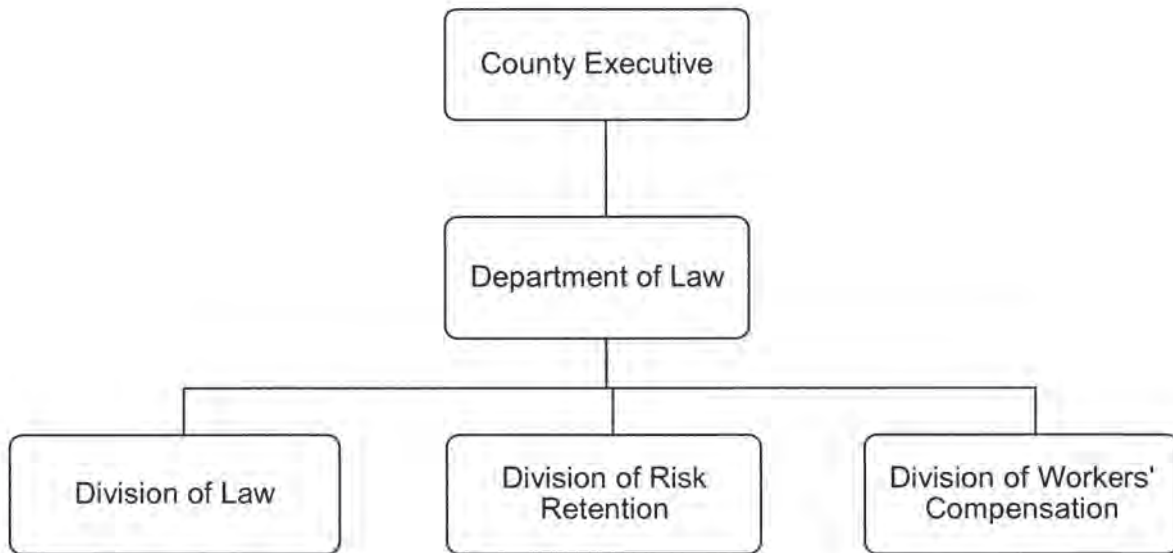 County Executive
Department of Law
Division of Law
Division of Risk
Retention
Division of Workers'
Compensation